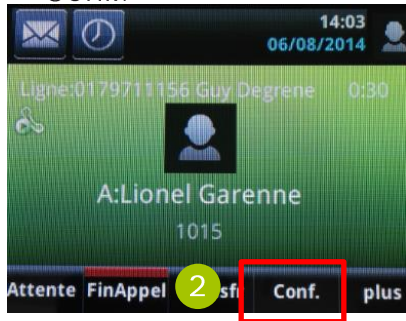 14:03
06/08/2014
Ligne:0179711156 Guy Degrene 0:30
A:Lionel Garenne
1015
Attente FinAppel 2 sfr Conf. plus